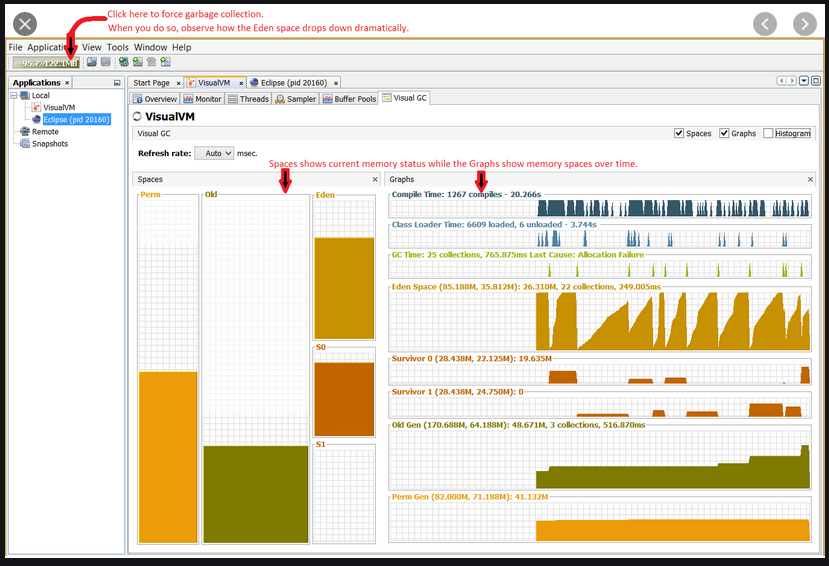 Click here to force garbage collection.
When you do so, observe how the Eden space drops down dramatically.
File Applications View Tools Window Help
95.7/122.1MB
Applications ×
Start Page ×
VisualVM ×
Eclipse (pid 20160) ×
Local
VisualVM
Eclipse (pid 20160)
Remote
Snapshots
Overview
Monitor
Threads
Sampler
Buffer Pools
Visual GC
VisualVM
Visual GC
Spaces
Graphs
Histogram
Refresh rate: Auto msec.
Spaces shows current memory status while the Graphs show memory spaces over time.
Spaces ×
Graphs ×
Perm
Old
Eden
S0
S1
Compile Time: 1267 compiles - 20.266s
Class Loader Time: 6609 loaded, 6 unloaded - 3.744s
GC Time: 25 collections, 765.875ms Last Cause: Allocation Failure
Eden Space (85.188M, 35.812M): 26.310M, 22 collections, 249.005ms
Survivor 0 (28.438M, 22.125M): 19.635M
Survivor 1 (28.438M, 24.750M): 0
Old Gen (170.688M, 64.188M): 48.671M, 3 collections, 516.870ms
Perm Gen (82.000M, 71.188M): 41.132M